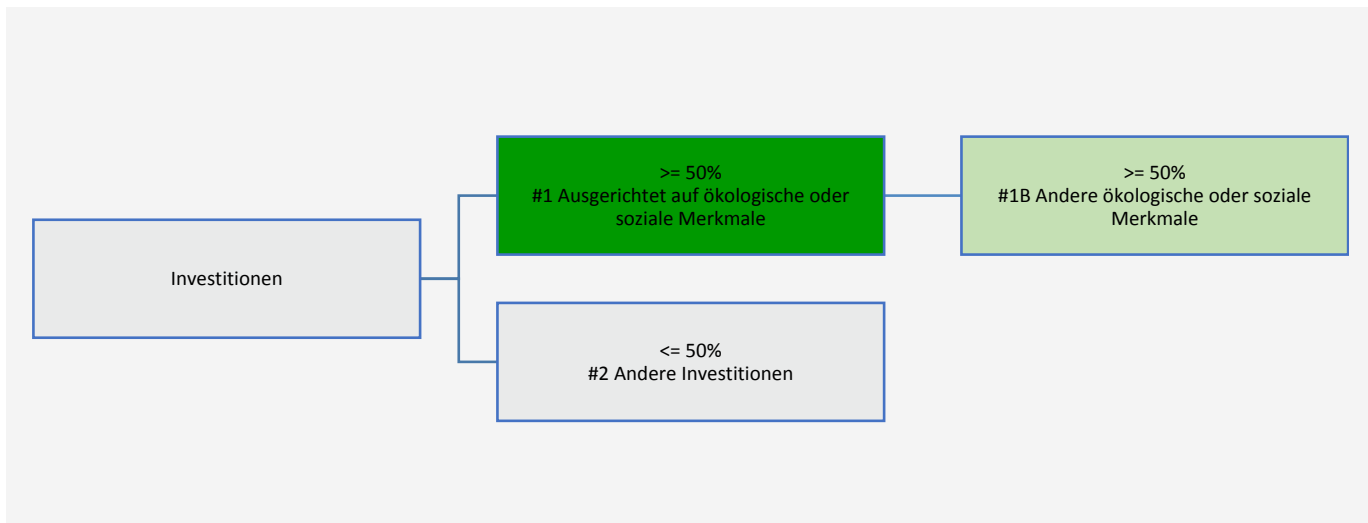 Investitionen
>= 50%
#1 Ausgerichtet auf ökologische oder
soziale Merkmale
>= 50%
#1B Andere ökologische oder soziale
Merkmale
<= 50%
#2 Andere Investitionen